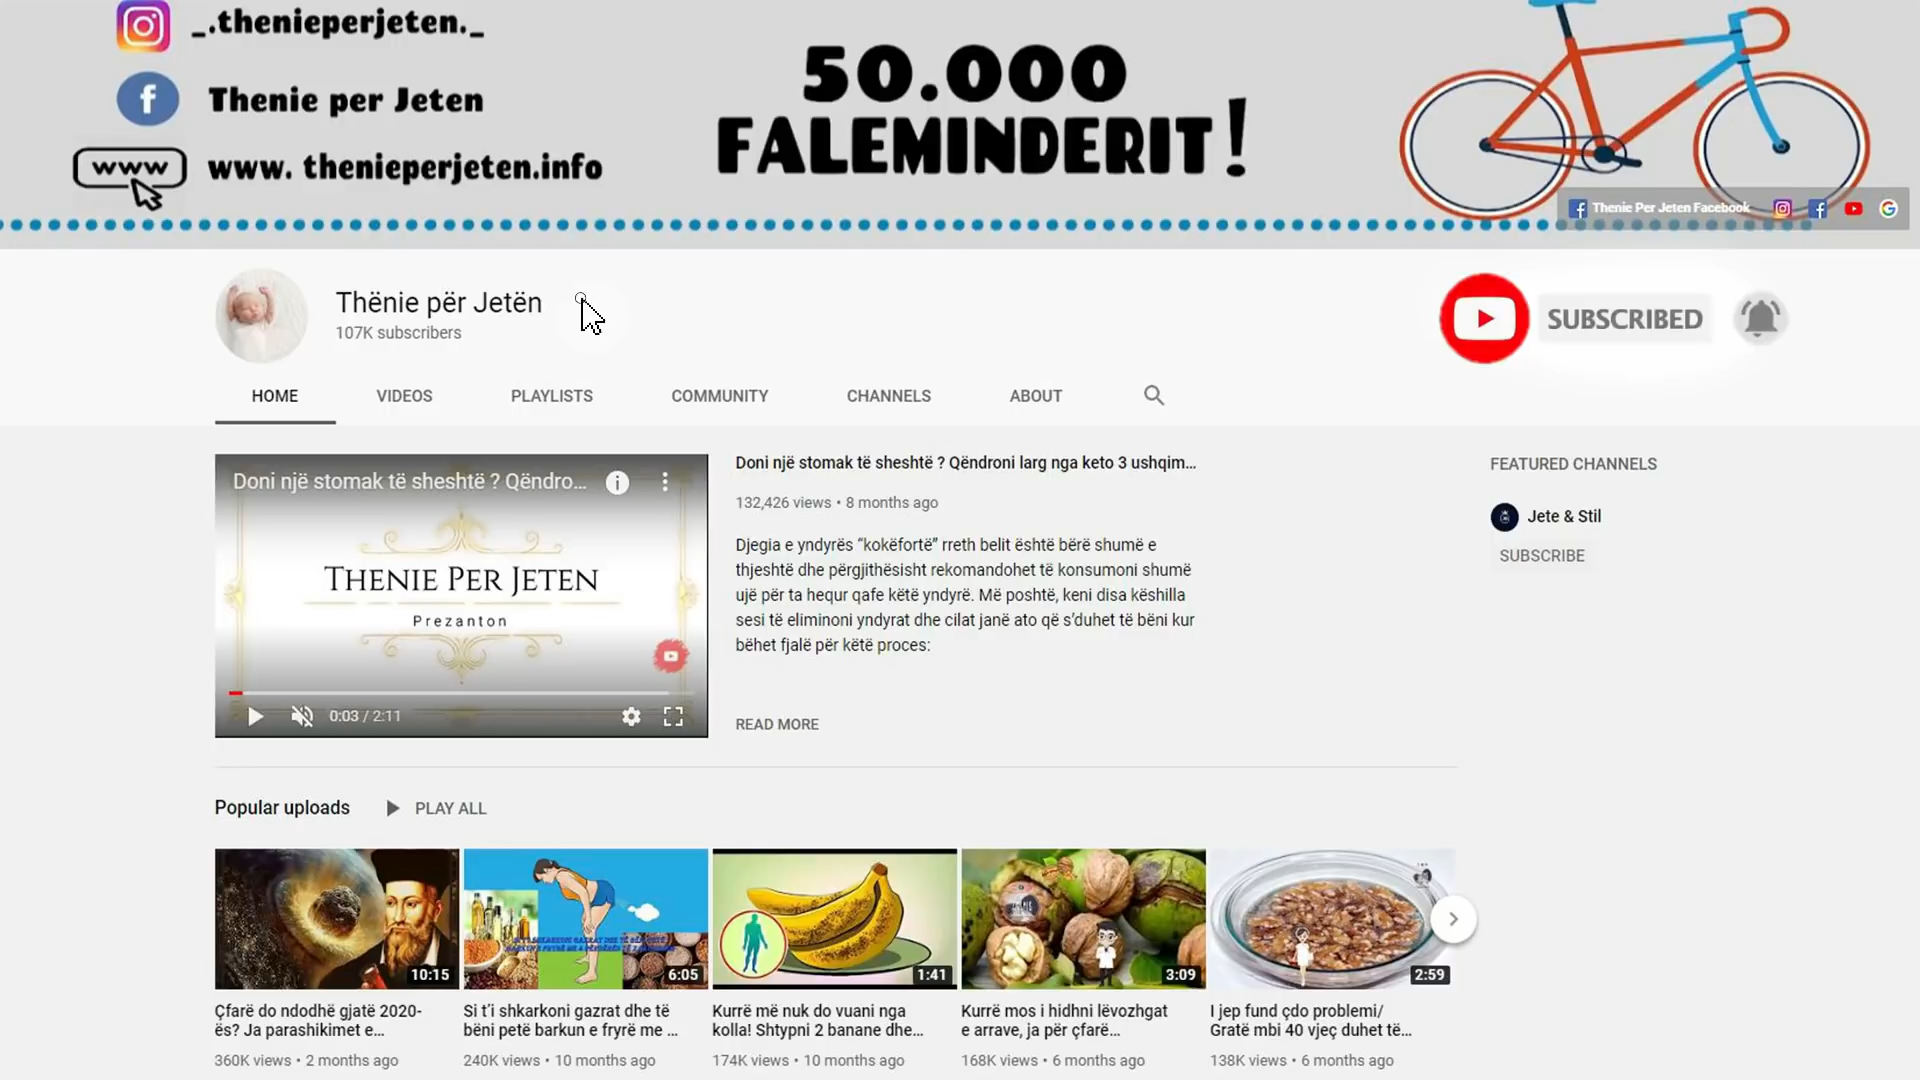 _.thenieperjeten._
Thenie per Jeten
www
www. thenieperjeten.info
50.000
FALEMINDERIT!
Thenie Per Jeten Facebook
Thënie për Jetën
107K subscribers
SUBSCRIBED
HOME
VIDEOS
PLAYLISTS
COMMUNITY
CHANNELS
ABOUT
Doni një stomak të sheshtë ? Qëndro...
THENIE PER JETEN
Prezanton
0:03 / 2:11
Doni një stomak të sheshtë ? Qëndroni larg nga keto 3 ushqim...
132,426 views • 8 months ago
Djegia e yndyrës “kokëfortë” rreth belit është bërë shumë e
thjeshtë dhe përgjithësisht rekomandohet të konsumoni shumë
ujë për ta hequr qafe këtë yndyrë. Më poshtë, keni disa këshilla
sesi të eliminoni yndyrat dhe cilat janë ato që s’duhet të bëni kur
bëhet fjalë për këtë proces:
READ MORE
FEATURED CHANNELS
Jete & Stil
SUBSCRIBE
Popular uploads
PLAY ALL
10:15
Çfarë do ndodhë gjatë 2020-
ës? Ja parashikimet e...
360K views • 2 months ago
6:05
Si t’i shkarkoni gazrat dhe të
bëni petë barkun e fryrë me ...
240K views • 10 months ago
1:41
Kurrë më nuk do vuani nga
kolla! Shtypni 2 banane dhe...
174K views • 10 months ago
3:09
Kurrë mos i hidhni lëvozhgat
e arrave, ja për çfarë...
168K views • 6 months ago
2:59
I jep fund çdo problemi/
Gratë mbi 40 vjeç duhet të...
138K views • 6 months ago